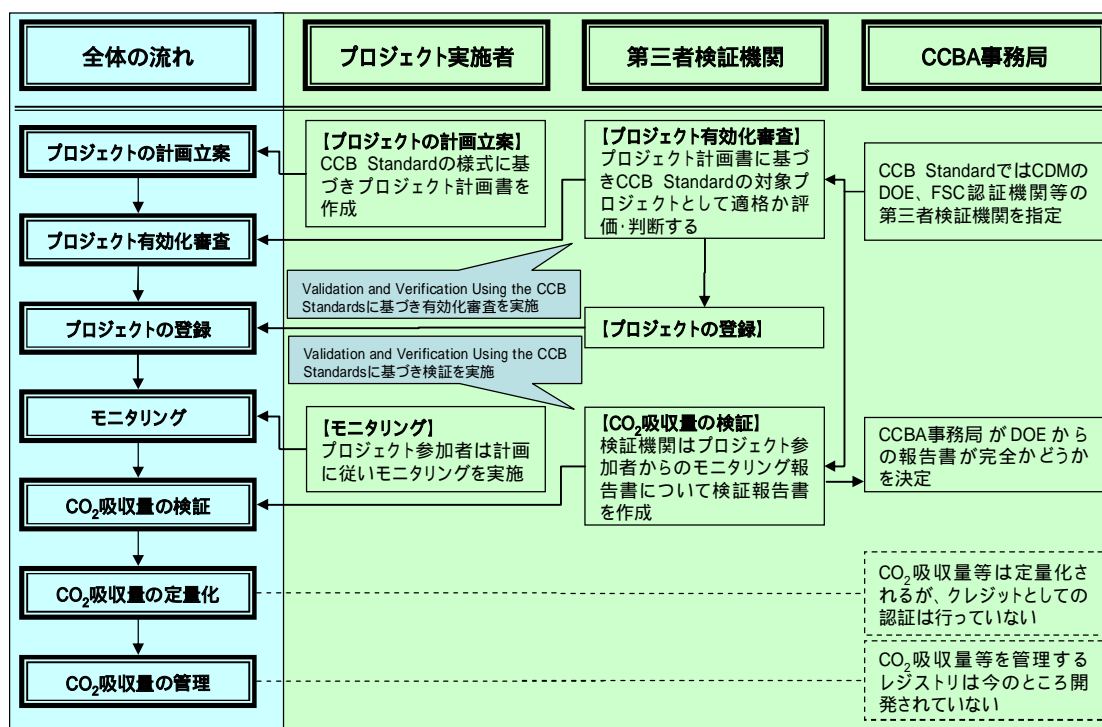 全体の流れ
プロジェクト実施者
第三者検証機関
CCBA事務局
プロジェクトの計画立案
【プロジェクトの計画立案】
CCB Standardの様式に基
づきプロジェクト計画書を
作成
【プロジェクト有効化審査】
プロジェクト計画書に基づ
きCCB Standardの対象プ
ロジェクトとして適格か評
価・判断する
CCB StandardではCDMの
DOE、FSC認証機関等の
第三者検証機関を指定
プロジェクト有効化審査
Validation and Verification Using the CCB
Standardsに基づき有効化審査を実施
プロジェクトの登録
【プロジェクトの登録】
Validation and Verification Using the CCB
Standardsに基づき検証を実施
モニタリング
【モニタリング】
プロジェクト参加者は計画
に従いモニタリングを実施
【CO₂吸収量の検証】
検証機関はプロジェクト参
加者からのモニタリング報
告書について検証報告書
を作成
CCBA事務局がDOEから
の報告書が完全かどうか
を決定
CO₂吸収量の検証
CO₂吸収量の定量化
CO₂吸収量等は定量化さ
れるが、クレジットとしての
認証は行っていない
CO₂吸収量の管理
CO₂吸収量等を管理する
レジストリは今のところ開
発されていない